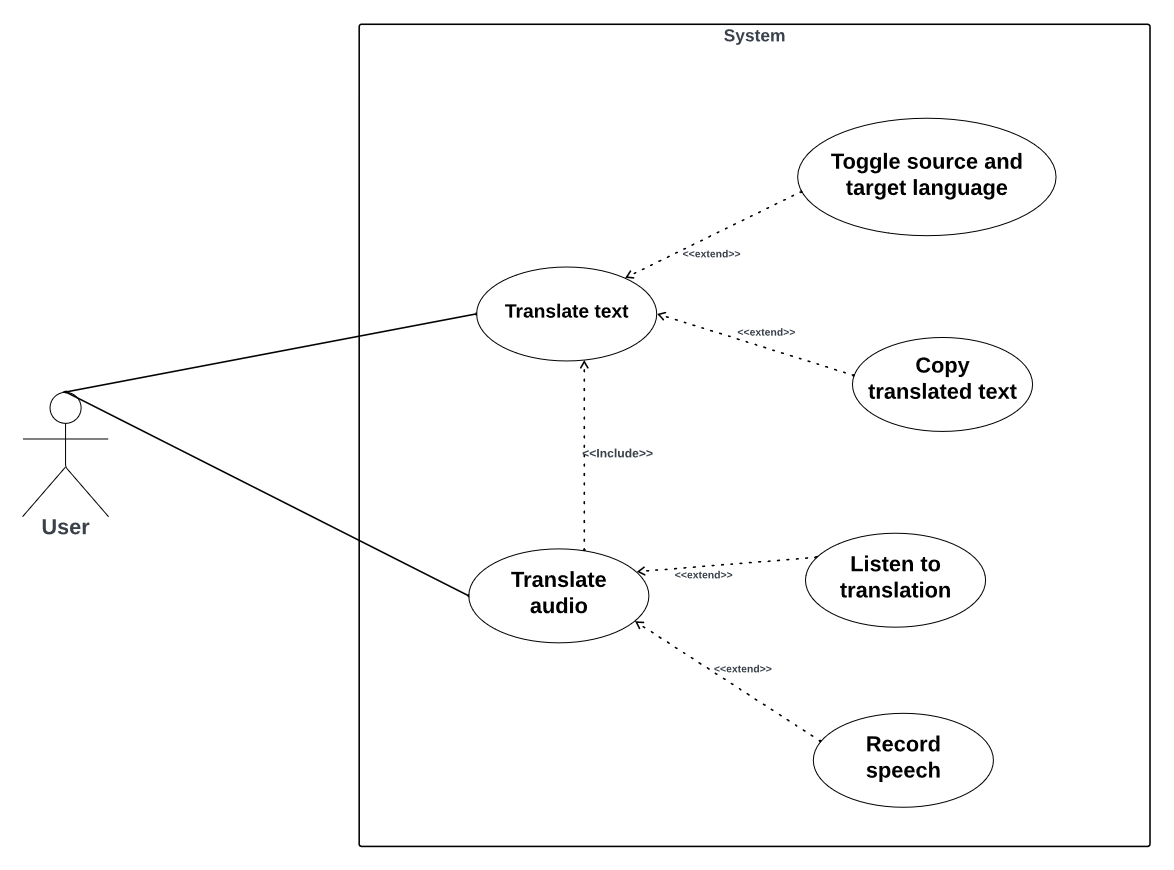 System
Toggle source and
target language
<<extend>>
Translate text
<<extend>>
Copy
translated text
<<Include>>
User
Translate
audio
Listen to
translation
<<extend>>
<<extend>>
Record
speech